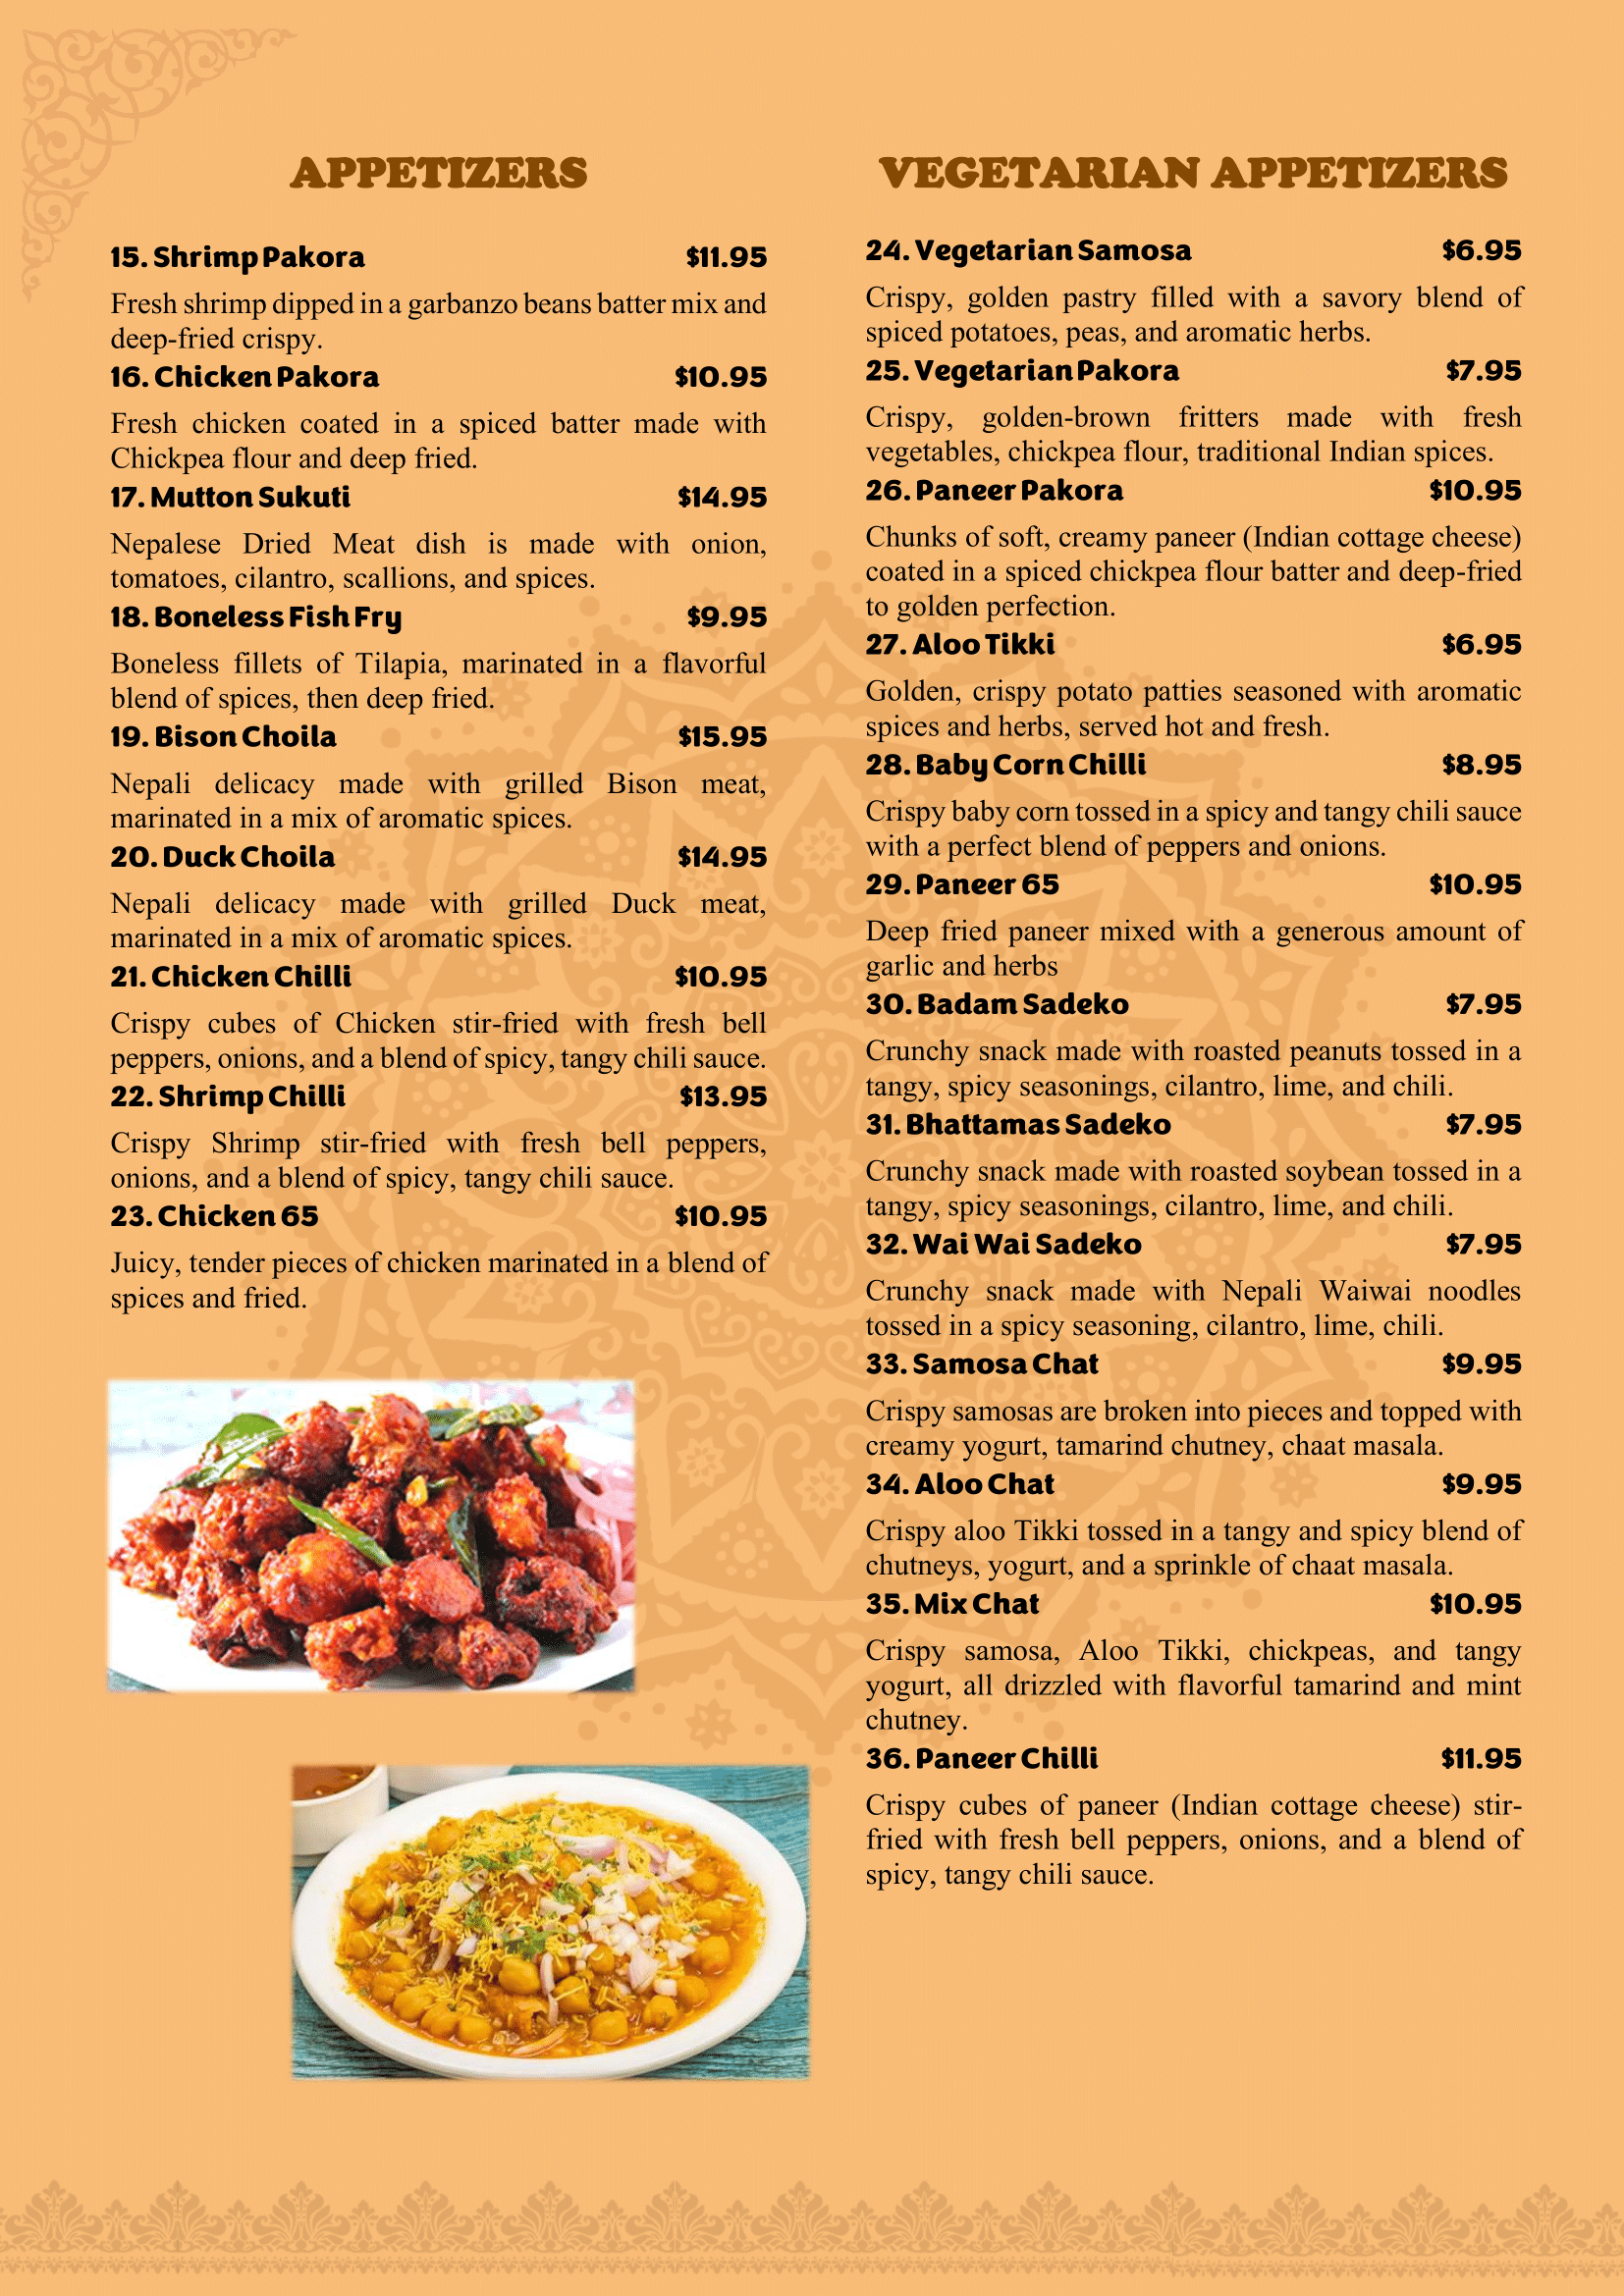 APPETIZERS
15. Shrimp Pakora $11.95
Fresh shrimp dipped in a garbanzo beans batter mix and
deep-fried crispy.
16. Chicken Pakora $10.95
Fresh chicken coated in a spiced batter made with
Chickpea flour and deep fried.
17. Mutton Sukuti $14.95
Nepalese Dried Meat dish is made with onion,
tomatoes, cilantro, scallions, and spices.
18. Boneless Fish Fry $9.95
Boneless fillets of Tilapia, marinated in a flavorful
blend of spices, then deep fried.
19. Bison Choila $15.95
Nepali delicacy made with grilled Bison meat,
marinated in a mix of aromatic spices.
20. Duck Choila $14.95
Nepali delicacy made with grilled Duck meat,
marinated in a mix of aromatic spices.
21. Chicken Chilli $10.95
Crispy cubes of Chicken stir-fried with fresh bell
peppers, onions, and a blend of spicy, tangy chili sauce.
22. Shrimp Chilli $13.95
Crispy Shrimp stir-fried with fresh bell peppers,
onions, and a blend of spicy, tangy chili sauce.
23. Chicken 65 $10.95
Juicy, tender pieces of chicken marinated in a blend of
spices and fried.
VEGETARIAN APPETIZERS
24. Vegetarian Samosa $6.95
Crispy, golden pastry filled with a savory blend of
spiced potatoes, peas, and aromatic herbs.
25. Vegetarian Pakora $7.95
Crispy, golden-brown fritters made with fresh
vegetables, chickpea flour, traditional Indian spices.
26. Paneer Pakora $10.95
Chunks of soft, creamy paneer (Indian cottage cheese)
coated in a spiced chickpea flour batter and deep-fried
to golden perfection.
27. Aloo Tikki $6.95
Golden, crispy potato patties seasoned with aromatic
spices and herbs, served hot and fresh.
28. Baby Corn Chilli $8.95
Crispy baby corn tossed in a spicy and tangy chili sauce
with a perfect blend of peppers and onions.
29. Paneer 65 $10.95
Deep fried paneer mixed with a generous amount of
garlic and herbs
30. Badam Sadeko $7.95
Crunchy snack made with roasted peanuts tossed in a
tangy, spicy seasonings, cilantro, lime, and chili.
31. Bhattamas Sadeko $7.95
Crunchy snack made with roasted soybean tossed in a
tangy, spicy seasonings, cilantro, lime, and chili.
32. Wai Wai Sadeko $7.95
Crunchy snack made with Nepali Waiwai noodles
tossed in a spicy seasoning, cilantro, lime, chili.
33. Samosa Chat $9.95
Crispy samosas are broken into pieces and topped with
creamy yogurt, tamarind chutney, chaat masala.
34. Aloo Chat $9.95
Crispy aloo Tikki tossed in a tangy and spicy blend of
chutneys, yogurt, and a sprinkle of chaat masala.
35. Mix Chat $10.95
Crispy samosa, Aloo Tikki, chickpeas, and tangy
yogurt, all drizzled with flavorful tamarind and mint
chutney.
36. Paneer Chilli $11.95
Crispy cubes of paneer (Indian cottage cheese) stir-
fried with fresh bell peppers, onions, and a blend of
spicy, tangy chili sauce.